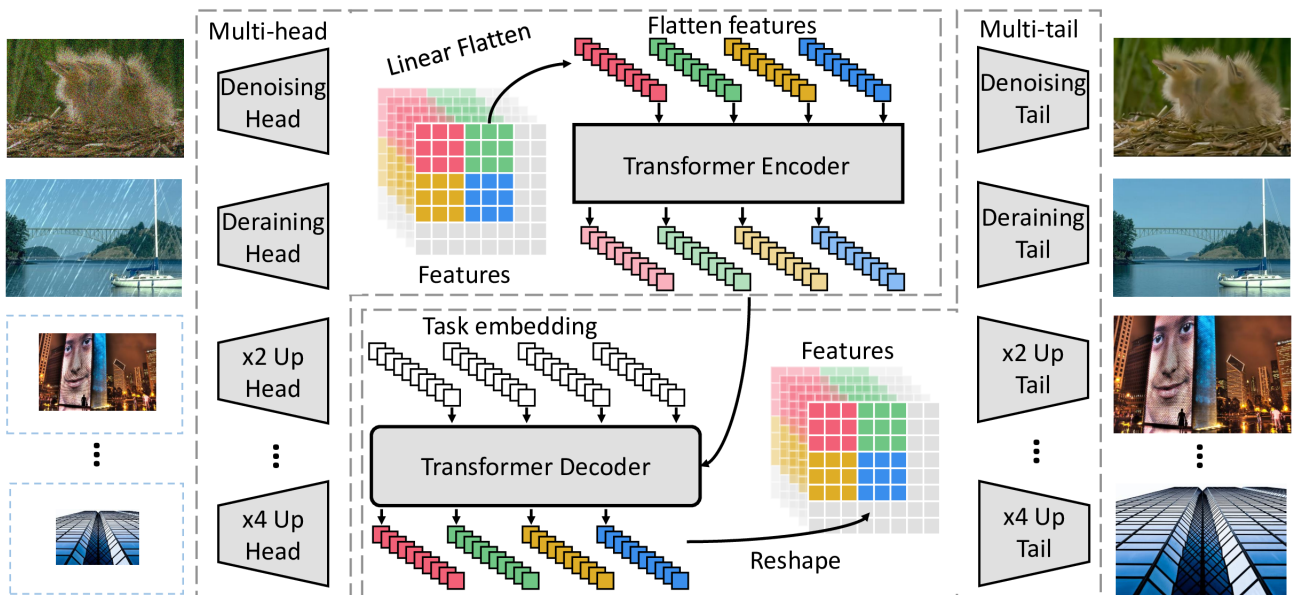 Multi-head
Denoising
Head
Deraining
Head
x2 Up
Head
...
x4 Up
Head
Linear Flatten
Features
Flatten features
Transformer Encoder
Task embedding
Transformer Decoder
Features
Reshape
Multi-tail
Denoising
Tail
Deraining
Tail
x2 Up
Tail
...
x4 Up
Tail